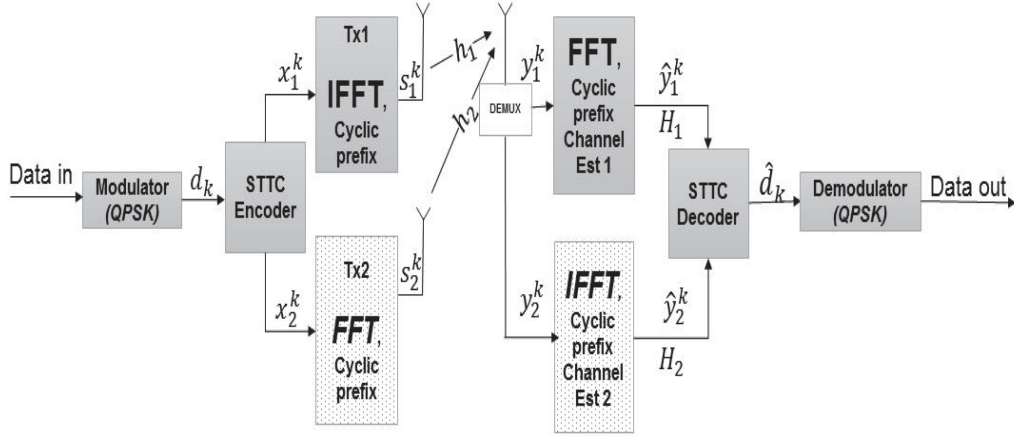 Data in
Modulator
(QPSK)
d_k
STTC
Encoder
x_1^k
x_2^k
Tx1
IFFT,
Cyclic
prefix
s_1^k
Tx2
FFT,
Cyclic
prefix
s_2^k
h_1
h_2
DEMUX
y_1^k
y_2^k
FFT,
Cyclic
prefix
Channel
Est 1
IFFT,
Cyclic
prefix
Channel
Est 2
ŷ_1^k
H_1
ŷ_2^k
H_2
STTC
Decoder
d̂_k
Demodulator
(QPSK)
Data out